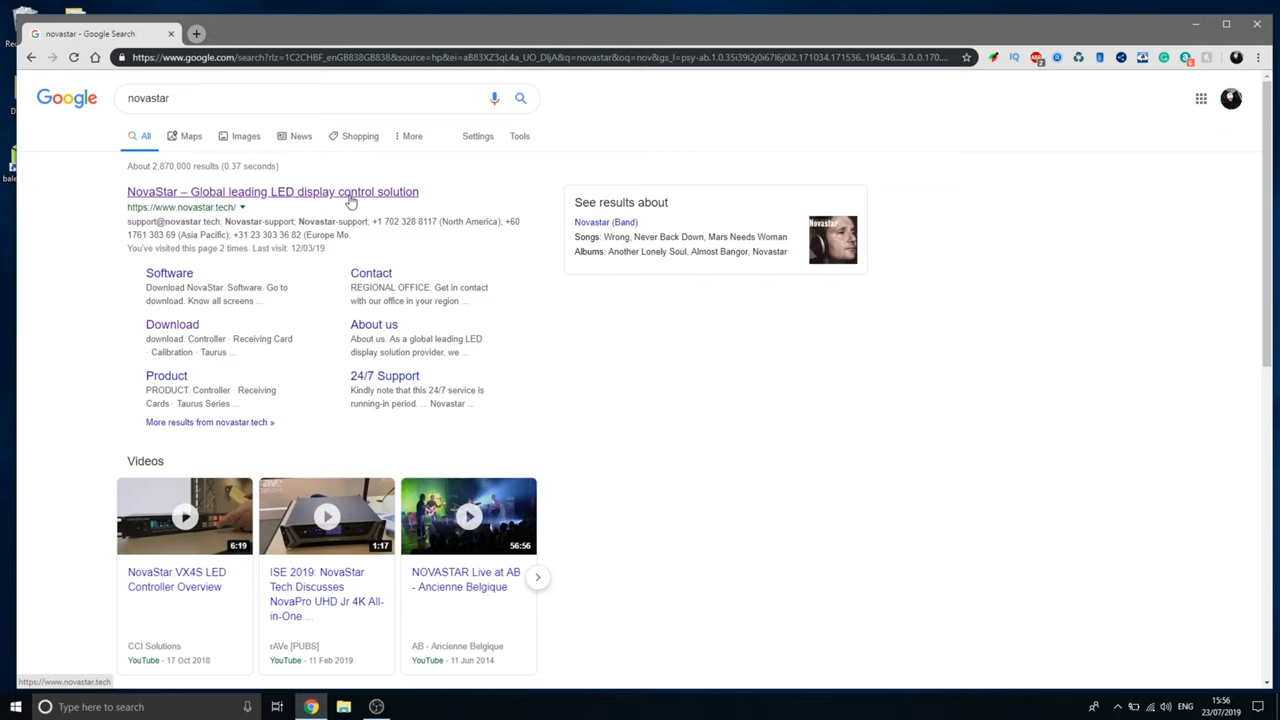 novastar - Google Search
https://www.google.com/search?rlz=1C2CHBF_enGB838GB838&source=hp&ei=aB83XZ3qL4a_UO_DljA&q=novastar&oq=nov&gs_l=psy-ab.1.0.35i39l2j0i67l6j0l2.171034.171536..194546...3.0..0.170....
Google
novastar
All Maps Images News Shopping More Settings Tools
About 2,870,000 results (0.37 seconds)
NovaStar – Global leading LED display control solution
https://www.novastar.tech/
support@novastar.tech; Novastar-support; Novastar-support; +1 702 328 8117 (North America); +60
1761 383 69 (Asia Pacific); +31 23 303 36 82 (Europe Mo.
You've visited this page 2 times. Last visit: 12/03/19
Software
Download NovaStar. Software. Go to
download. Know all screens ...
Contact
REGIONAL OFFICE. Get in contact
with our office in your region ...
Download
download. Controller · Receiving Card
· Calibration · Taurus ...
About us
About us. As a global leading LED
display solution provider, we ...
Product
PRODUCT. Controller · Receiving
Cards · Taurus Series ...
24/7 Support
Kindly note that this 24/7 service is
running-in period. ... Novastar ...
More results from novastar.tech »
See results about
Novastar (Band)
Songs: Wrong, Never Back Down, Mars Needs Woman
Albums: Another Lonely Soul, Almost Bangor, Novastar
Novastar
Videos
6:19
NovaStar VX4S LED
Controller Overview
CCI Solutions
YouTube - 17 Oct 2018
1:17
ISE 2019: NovaStar
Tech Discusses
NovaPro UHD Jr 4K All-
in-One ...
rAVe [PUBS]
YouTube - 11 Feb 2019
56:56
NOVASTAR Live at AB
- Ancienne Belgique
AB - Ancienne Belgique
YouTube - 11 Jun 2014
https://www.novastar.tech
Type here to search
ENG
15:56
23/07/2019